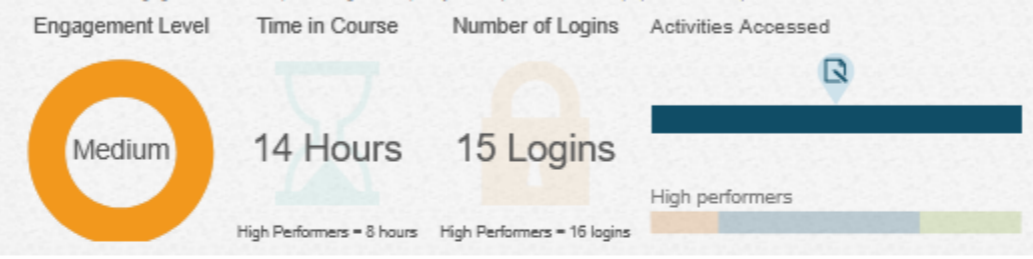 Engagement Level
Time in Course
Number of Logins
Activities Accessed
Medium
14 Hours
15 Logins
High performers
High Performers = 8 hours
High Performers = 16 logins